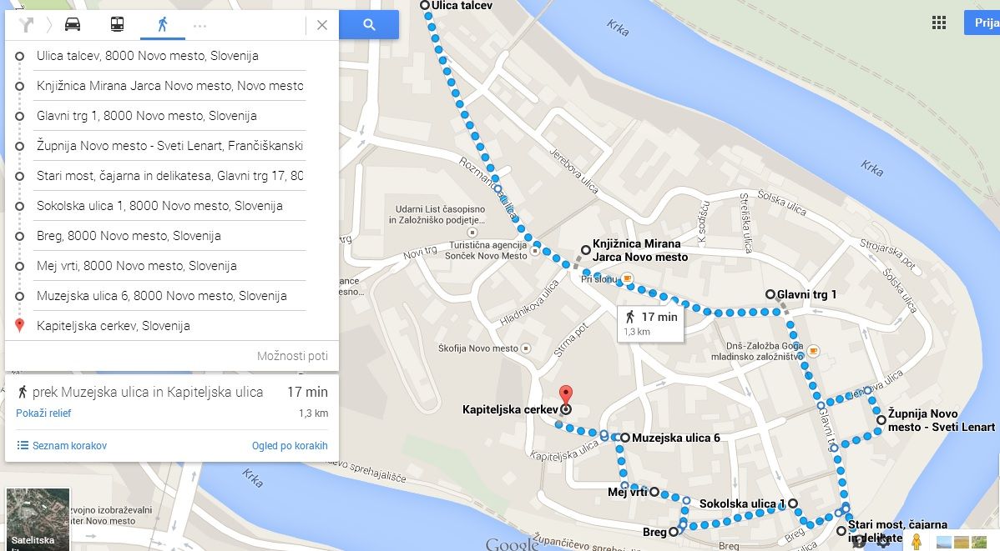 Ulica talcev, 8000 Novo mesto, Slovenija
Knjižnica Mirana Jarca Novo mesto, Novo mesto
Glavni trg 1, 8000 Novo mesto, Slovenija
Župnija Novo mesto - Sveti Lenart, Frančiškanski
Stari most, čajarna in delikatesa, Glavni trg 17, 80
Sokolska ulica 1, 8000 Novo mesto, Slovenija
Breg, 8000 Novo mesto, Slovenija
Mej vrti, 8000 Novo mesto, Slovenija
Muzejska ulica 6, 8000 Novo mesto, Slovenija
Kapiteljska cerkev, Slovenija
Možnosti poti
prek Muzejska ulica in Kapiteljska ulica 17 min
Pokaži relief 1,3 km
Seznam korakov Ogled po korakih
Satelitska
Prija
Ulica talcev
Krka
Krka
Jerebova ulica
Udarni List časopisno
in Založniško podjetje...
Turistična agencija
Sonček Novo Mesto
Novi trg
trg
Knjižnica Mirana
Jarca Novo mesto
K sodišču
Streliška ulica
Šolska ulica
Strojarska pot
Šolska ulica
Pri slonu
Glavni trg 1
17 min
1,3 km
Hladnikova ulica
Strma pot
Škofija Novo mesto
Dnš-Založba Goga
mladinsko založništvo
Kapiteljska cerkev
Muzejska ulica 6
Kapiteljska ulica
Glavni trg
Župnija Novo
mesto - Sveti Lenart
Mej vrti
Sokolska ulica 1
Breg
Breg
Breg
Stari most, čajarna
in delikate
Krka
Župančičevo sprehajališče
zvojno izobraževalni
nter Novo mesto
Google